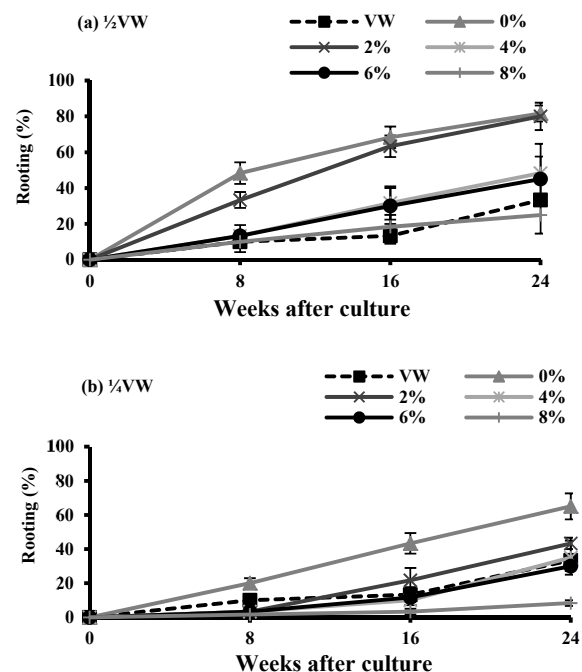 (a) ½VW
VW 0%
2% 4%
6% 8%
100
80
60
40
20
0
Rooting (%)
0 8 16 24
Weeks after culture
(b) ¼VW
VW 0%
2% 4%
6% 8%
100
80
60
40
20
0
Rooting (%)
0 8 16 24
Weeks after culture